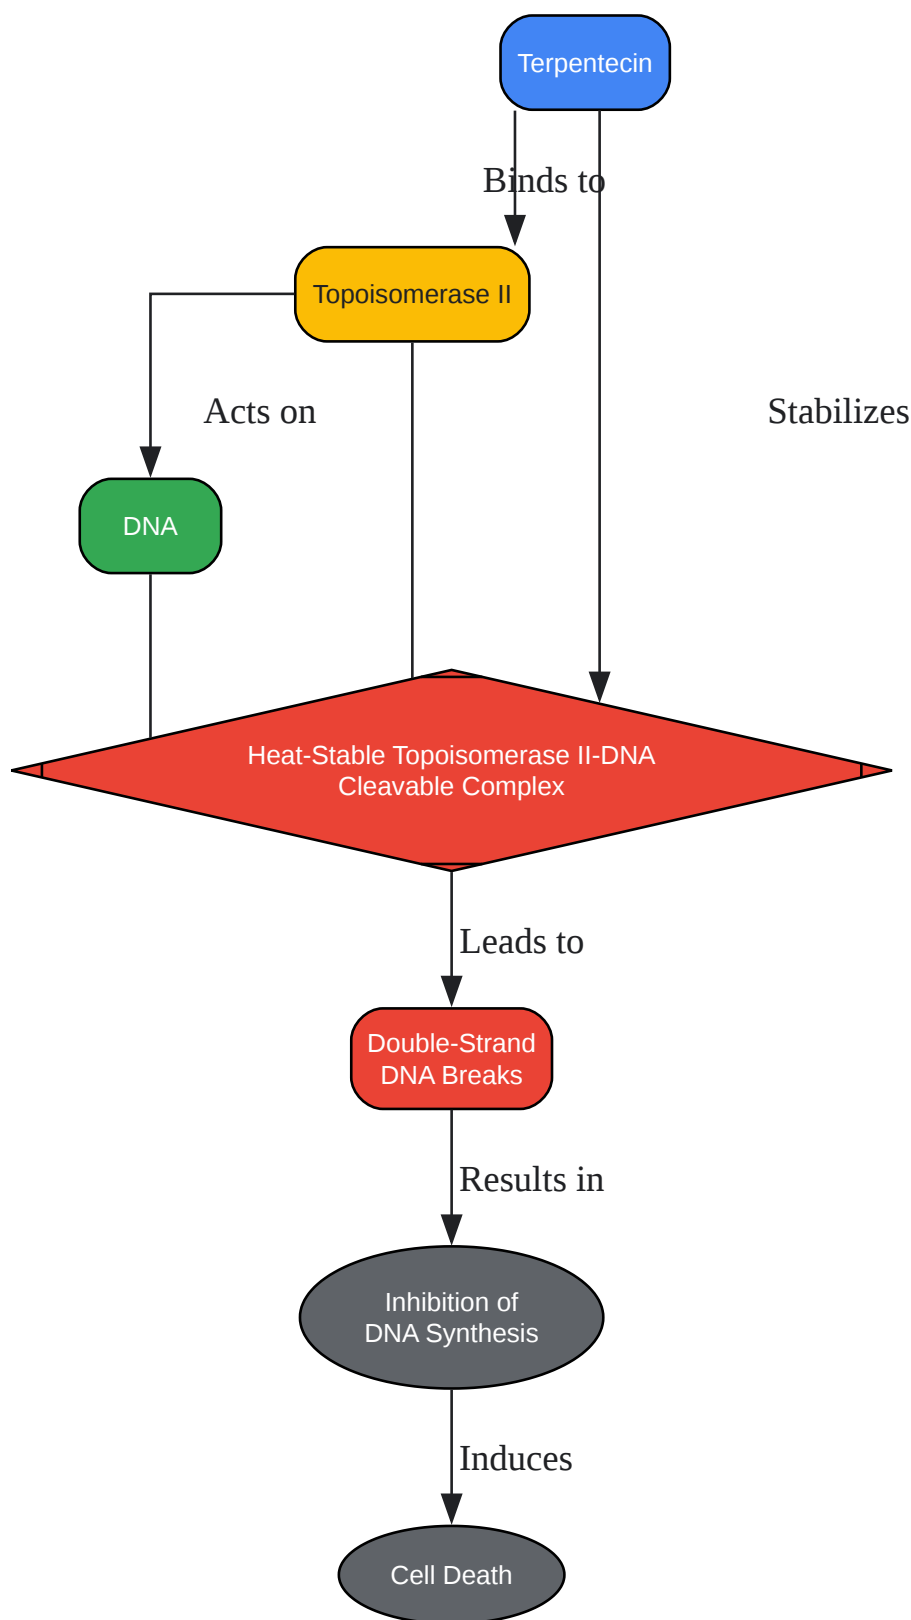 Terpentecin
Binds to
Topoisomerase II
Acts on
Stabilizes
DNA
Heat-Stable Topoisomerase II-DNA
Cleavable Complex
Leads to
Double-Strand
DNA Breaks
Results in
Inhibition of
DNA Synthesis
Induces
Cell Death